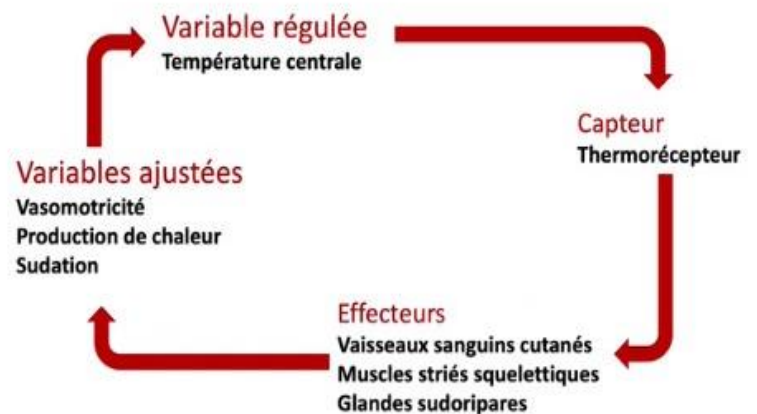 Variable régulée
Température centrale
Capteur
Thermorécepteur
Variables ajustées
Vasomotricité
Production de chaleur
Sudation
Effecteurs
Vaisseaux sanguins cutanés
Muscles striés squelettiques
Glandes sudoripares